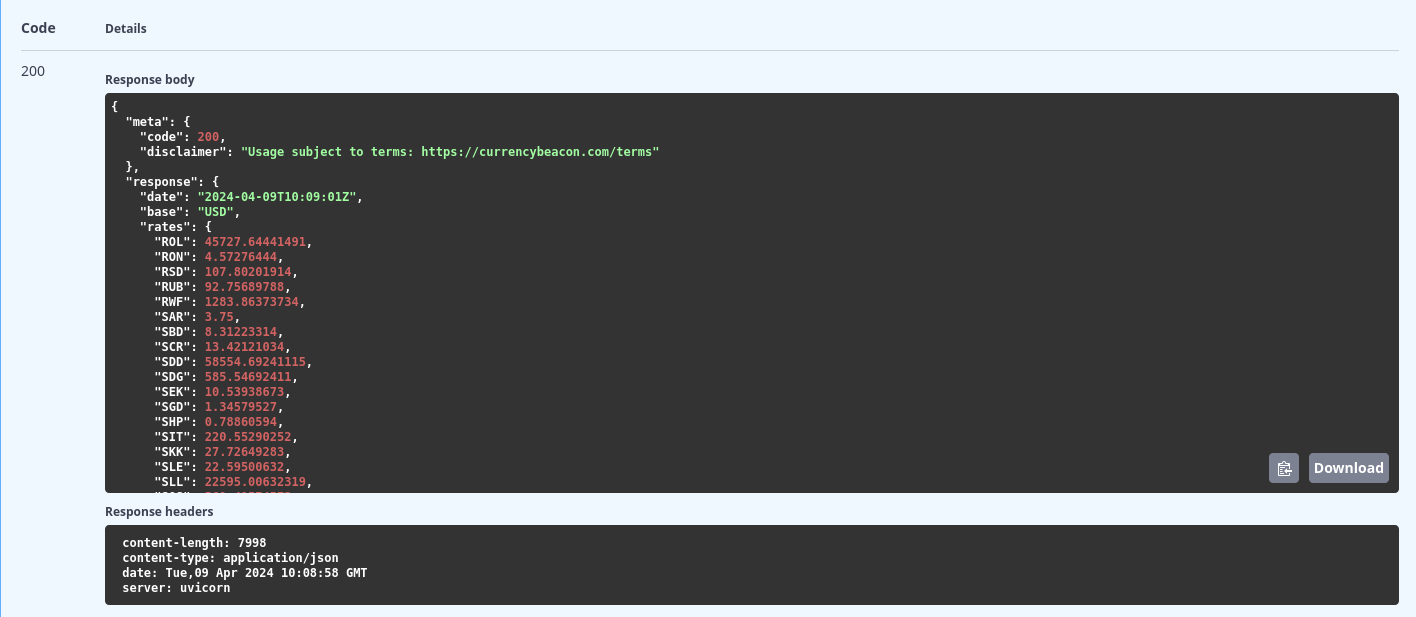 Code Details
200
Response body
{
  "meta": {
    "code": 200,
    "disclaimer": "Usage subject to terms: https://currencybeacon.com/terms"
  },
  "response": {
    "date": "2024-04-09T10:09:01Z",
    "base": "USD",
    "rates": {
      "ROL": 45727.64441491,
      "RON": 4.57276444,
      "RSD": 107.80201914,
      "RUB": 92.75689788,
      "RWF": 1283.86373734,
      "SAR": 3.75,
      "SBD": 8.31223314,
      "SCR": 13.42121034,
      "SDD": 58554.69241115,
      "SDG": 585.54692411,
      "SEK": 10.53938673,
      "SGD": 1.34579527,
      "SHP": 0.78860594,
      "SIT": 220.55290252,
      "SKK": 27.72649283,
      "SLE": 22.59500632,
      "SLL": 22595.00632319,
Download
Response headers
content-length: 7998
content-type: application/json
date: Tue,09 Apr 2024 10:08:58 GMT
server: uvicorn